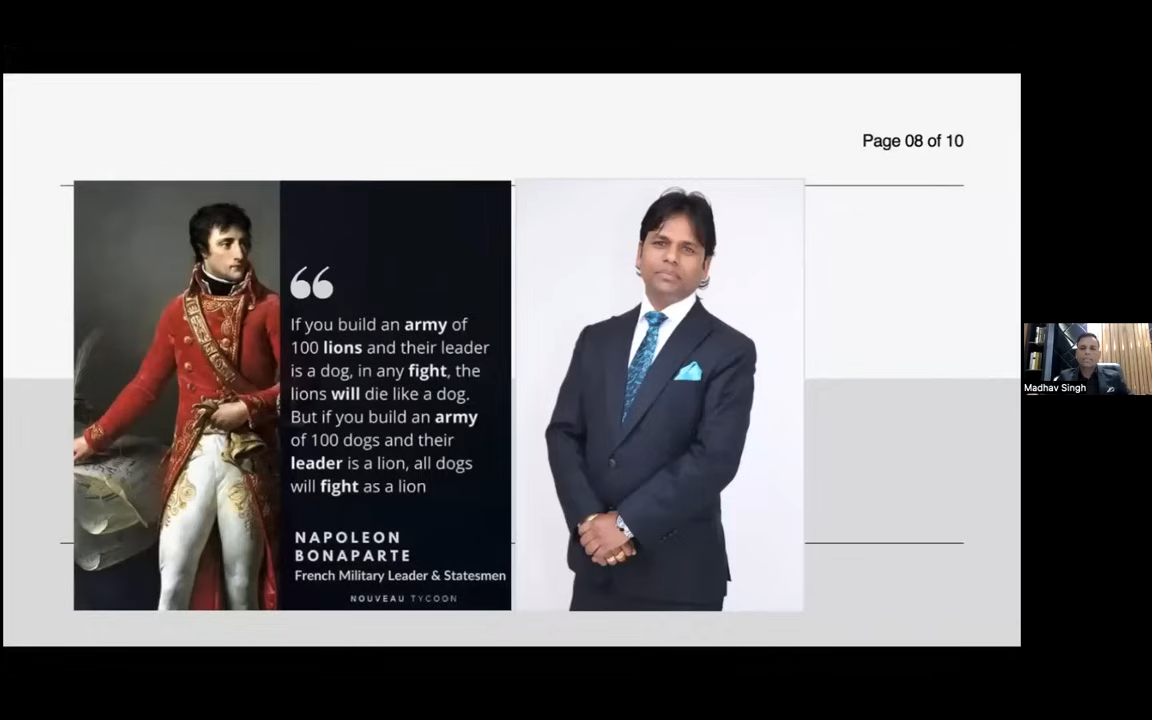 Page 08 of 10
If you build an army of
100 lions and their leader
is a dog, in any fight, the
lions will die like a dog.
But if you build an army
of 100 dogs and their
leader is a lion, all dogs
will fight as a lion
NAPOLEON
BONAPARTE
French Military Leader & Statesmen
NOUVEAU TYCOON
Madhav Singh